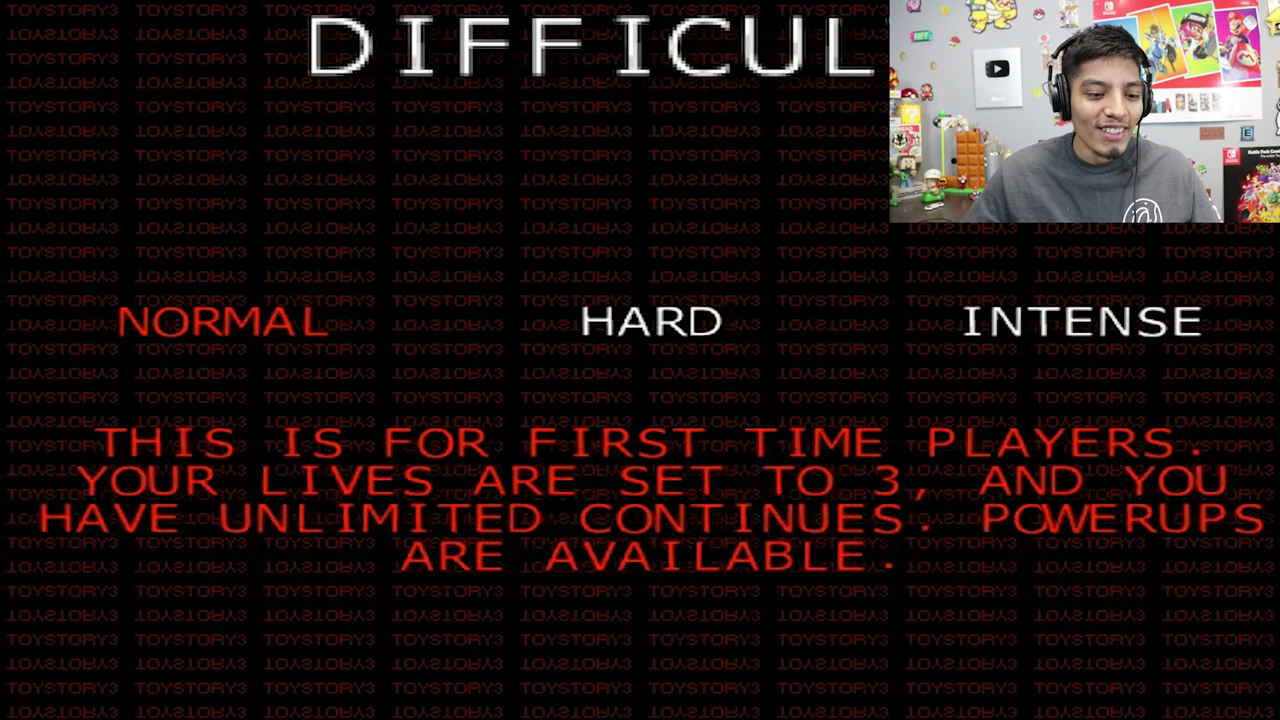 DIFFICUL
NORMAL HARD INTENSE
THIS IS FOR FIRST TIME PLAYERS.
YOUR LIVES ARE SET TO 3, AND YOU
HAVE UNLIMITED CONTINUES. POWERUPS
ARE AVAILABLE.
TOYSTORY3